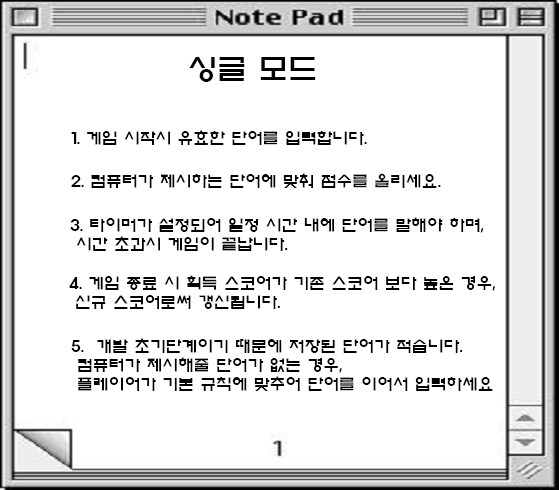 Note Pad
싱글 모드
1. 게임 시작시 유효한 단어를 입력합니다.
2. 컴퓨터가 제시하는 단어에 맞춰 점수를 올리세요.
3. 타이머가 설정되어 일정 시간 내에 단어를 말해야 하며,
시간 초과시 게임이 끝납니다.
4. 게임 종료 시 획득 스코어가 기존 스코어 보다 높은 경우,
신규 스코어로써 갱신됩니다.
5. 개발 초기단계이기 때문에 저장된 단어가 적습니다.
컴퓨터가 제시해줄 단어가 없는 경우,
플레이어가 기본 규칙에 맞추어 단어를 이어서 입력하세요
1